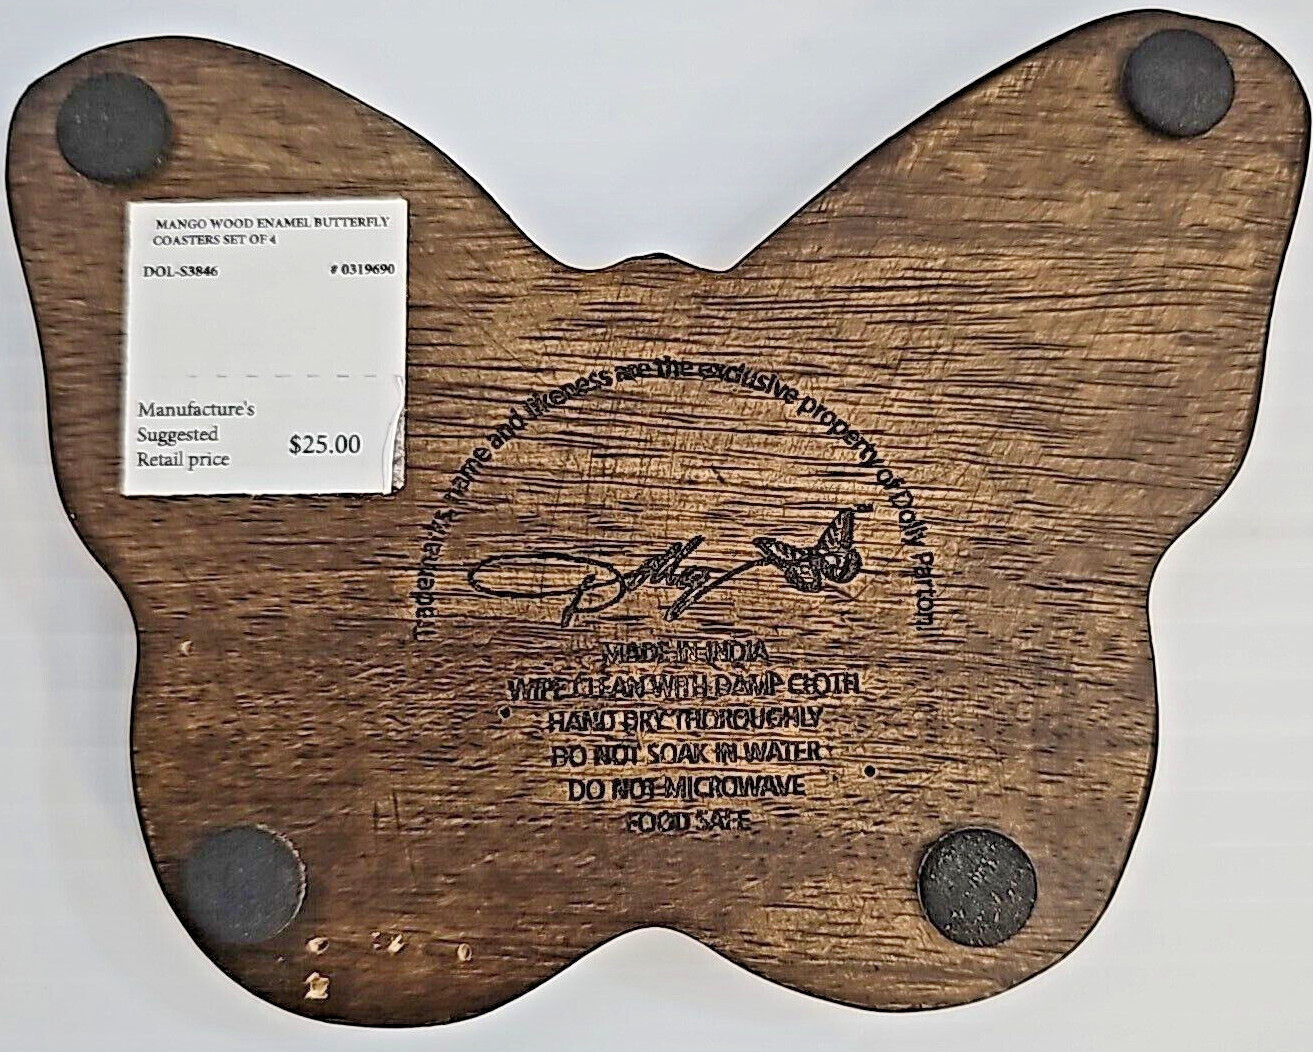 MANGO WOOD ENAMEL BUTTERFLY
COASTERS SET OF 4
DOL-S3846 # 0319690
Manufacture's
Suggested
Retail price $25.00
Trademarks, name and likeness are the exclusive property of Dolly Parton.
Dolly
MADE IN INDIA
WIPE CLEAN WITH DAMP CLOTH
HAND DRY THOROUGHLY
DO NOT SOAK IN WATER
DO NOT MICROWAVE
FOOD SAFE